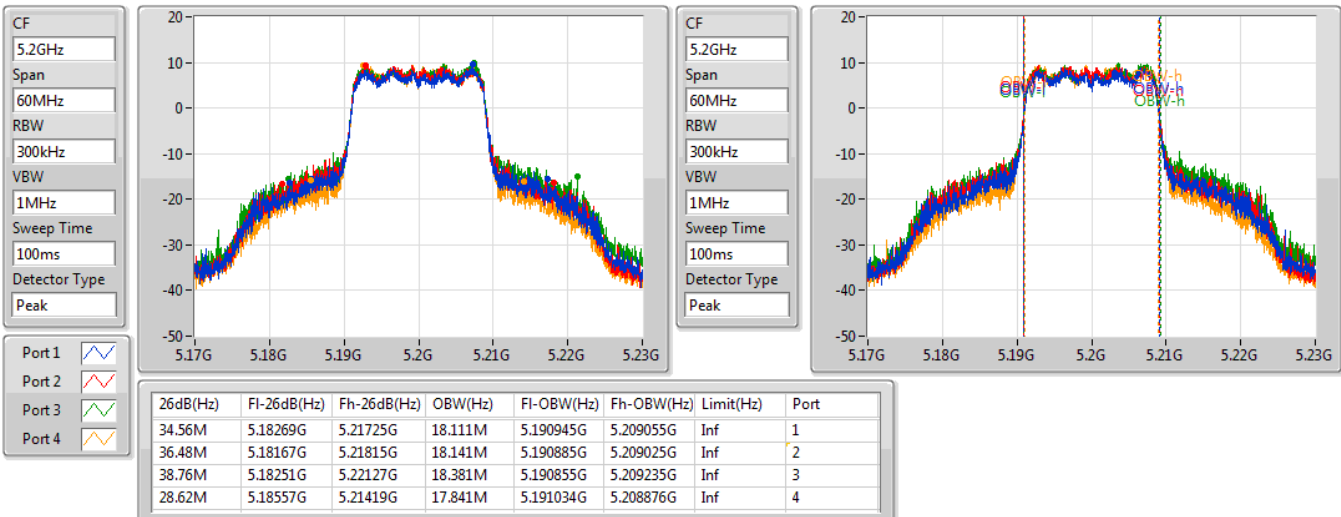 CF
5.2GHz
Span
60MHz
RBW
300kHz
VBW
1MHz
Sweep Time
100ms
Detector Type
Peak
20
10
0
-10
-20
-30
-40
-50
5.17G 5.18G 5.19G 5.2G 5.21G 5.22G 5.23G
CF
5.2GHz
Span
60MHz
RBW
300kHz
VBW
1MHz
Sweep Time
100ms
Detector Type
Peak
20
10
0
-10
-20
-30
-40
-50
OBW-l
OBW-h
OBW-h
OBW-h
5.17G 5.18G 5.19G 5.2G 5.21G 5.22G 5.23G
Port 1
Port 2
Port 3
Port 4
26dB(Hz) Fl-26dB(Hz) Fh-26dB(Hz) OBW(Hz) Fl-OBW(Hz) Fh-OBW(Hz) Limit(Hz) Port
34.56M 5.18269G 5.21725G 18.111M 5.190945G 5.209055G Inf 1
36.48M 5.18167G 5.21815G 18.141M 5.190885G 5.209025G Inf 2
38.76M 5.18251G 5.22127G 18.381M 5.190855G 5.209235G Inf 3
28.62M 5.18557G 5.21419G 17.841M 5.191034G 5.208876G Inf 4